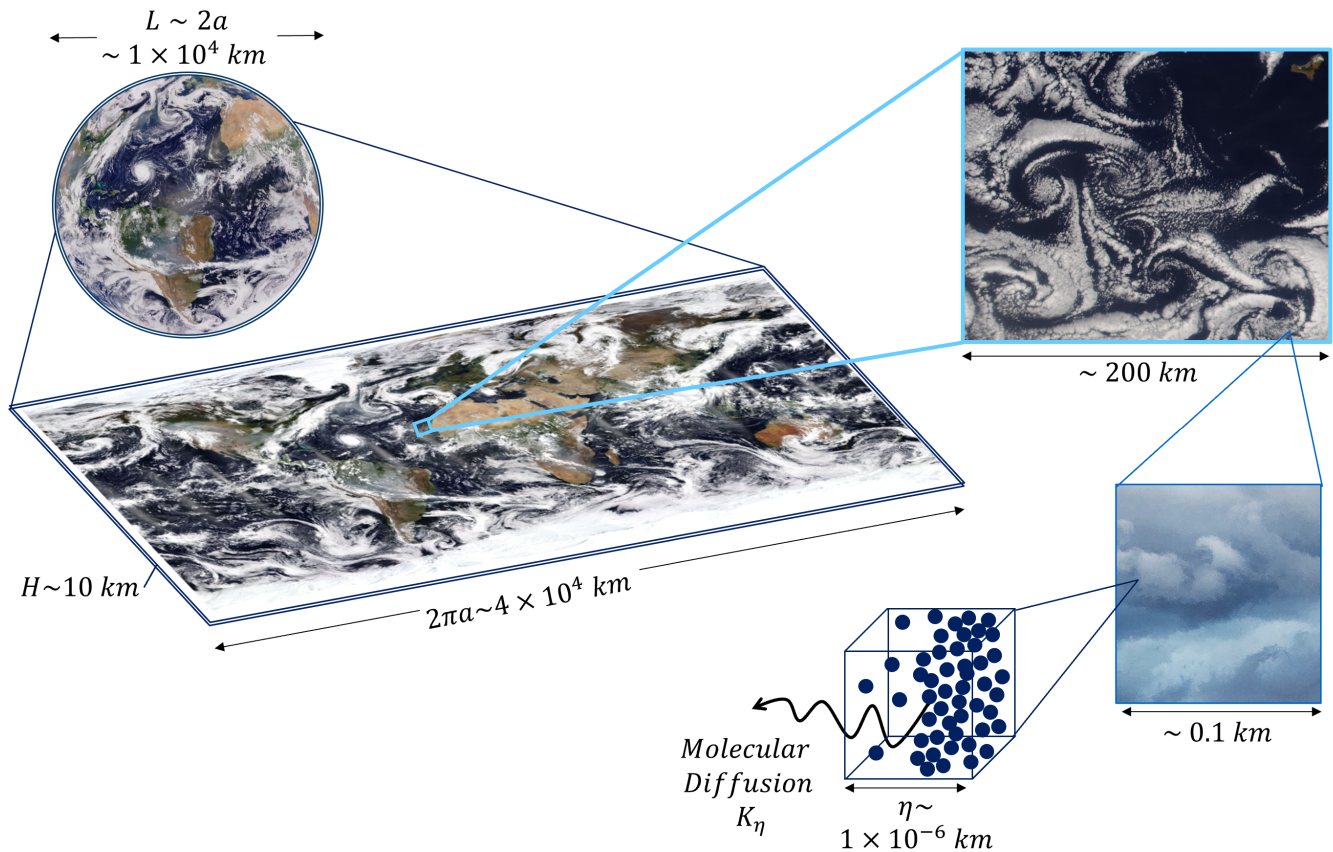 L ~ 2a
~ 1 × 10⁴ km
~ 200 km
H~10 km
2πa~4 × 10⁴ km
~ 0.1 km
Molecular
Diffusion
K_η
η~
1 × 10⁻⁶ km